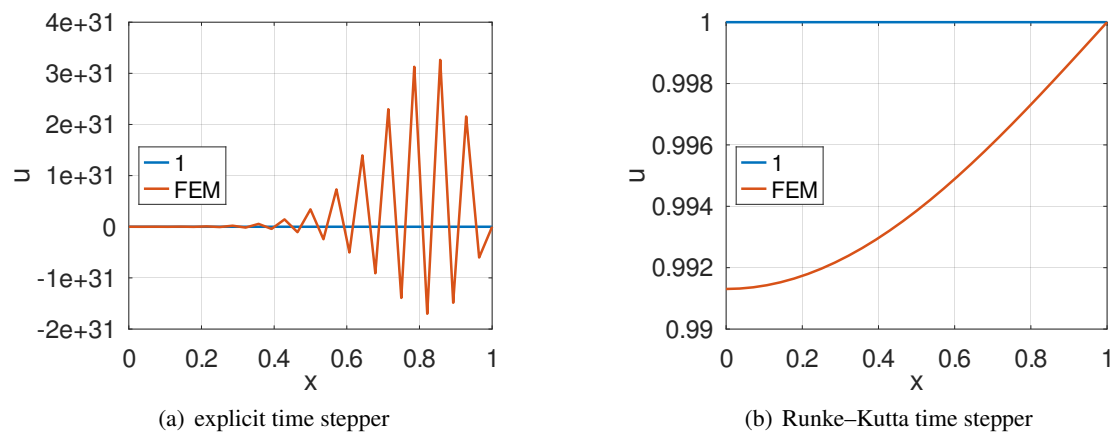 4e+31
3e+31
2e+31
1e+31
0
-1e+31
-2e+31
u
1
FEM
0 0.2 0.4 0.6 0.8 1
x
(a) explicit time stepper
1
0.998
0.996
0.994
0.992
0.99
u
1
FEM
0 0.2 0.4 0.6 0.8 1
x
(b) Runke–Kutta time stepper